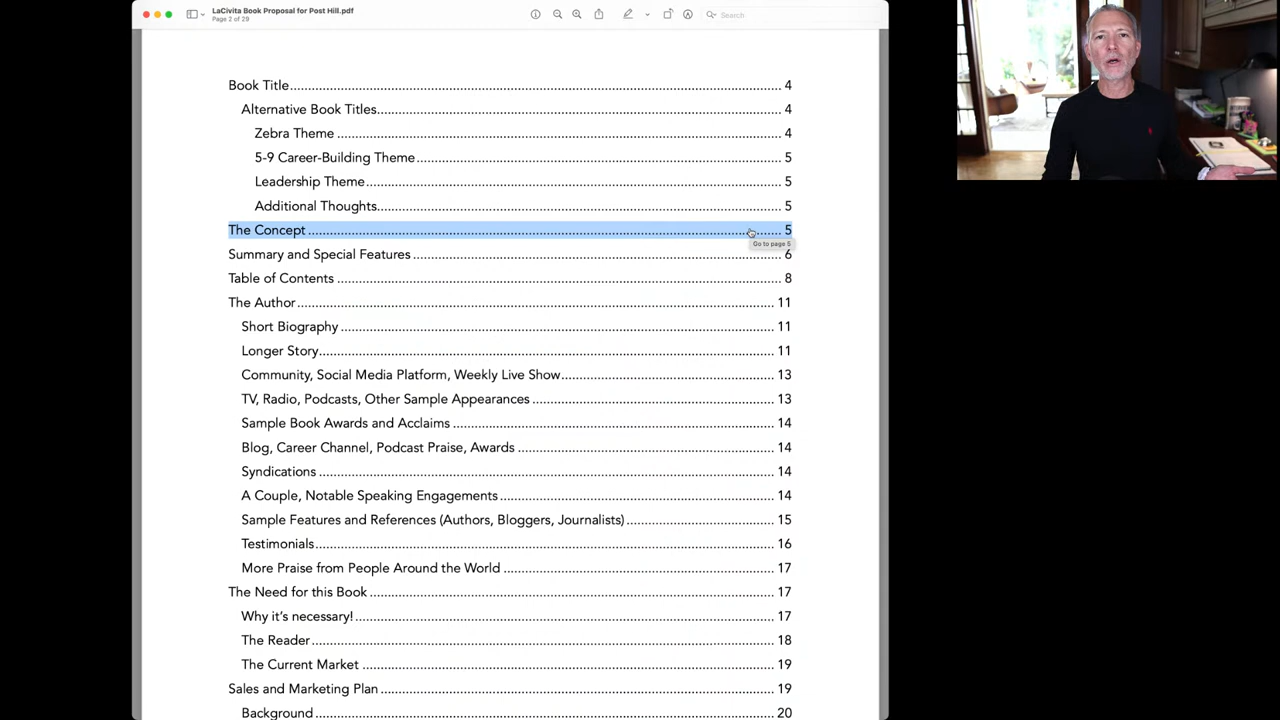 LaCivita Book Proposal for Post Hill.pdf
Page 2 of 29
Search
Book Title 4
Alternative Book Titles 4
Zebra Theme 4
5-9 Career-Building Theme 5
Leadership Theme 5
Additional Thoughts 5
The Concept 5
Go to page 5
Summary and Special Features 6
Table of Contents 8
The Author 11
Short Biography 11
Longer Story 11
Community, Social Media Platform, Weekly Live Show 13
TV, Radio, Podcasts, Other Sample Appearances 13
Sample Book Awards and Acclaims 14
Blog, Career Channel, Podcast Praise, Awards 14
Syndications 14
A Couple, Notable Speaking Engagements 14
Sample Features and References (Authors, Bloggers, Journalists) 15
Testimonials 16
More Praise from People Around the World 17
The Need for this Book 17
Why it's necessary! 17
The Reader 18
The Current Market 19
Sales and Marketing Plan 19
Background 20